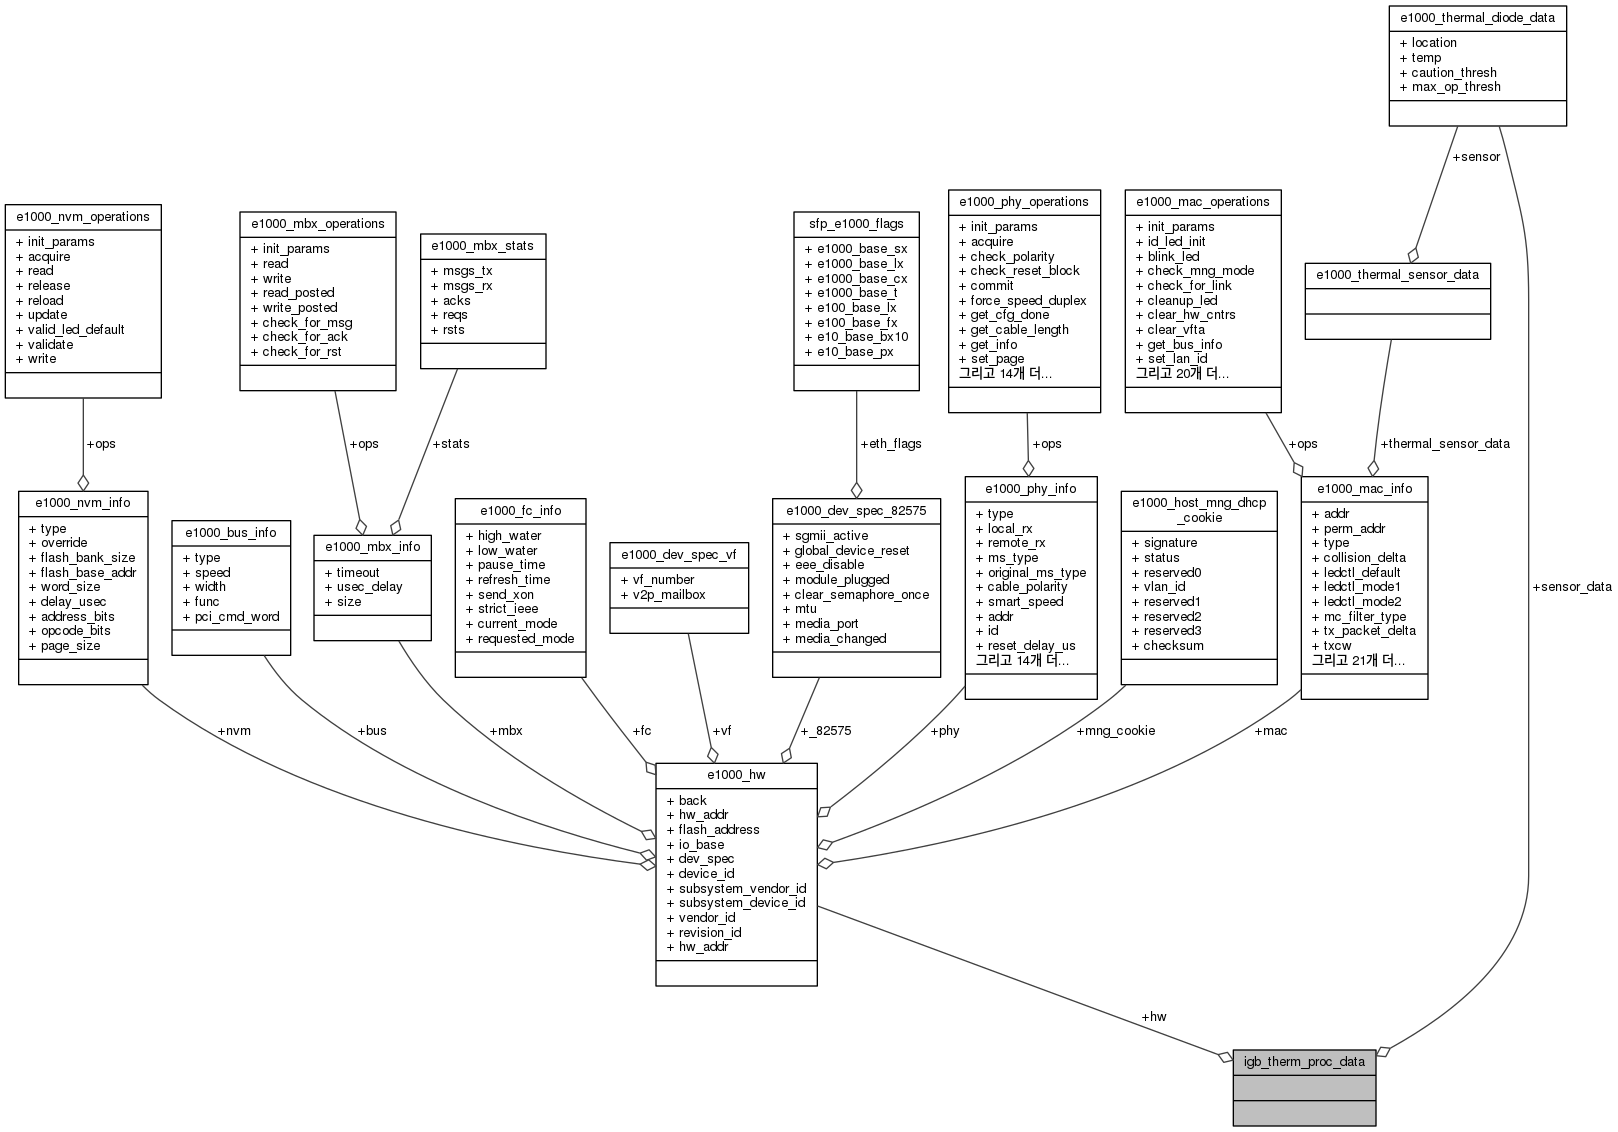 e1000_thermal_diode_data
+ location
+ temp
+ caution_thresh
+ max_op_thresh
+sensor
e1000_nvm_operations
+ init_params
+ acquire
+ read
+ release
+ reload
+ update
+ valid_led_default
+ validate
+ write
e1000_mbx_operations
+ init_params
+ read
+ write
+ read_posted
+ write_posted
+ check_for_msg
+ check_for_ack
+ check_for_rst
e1000_mbx_stats
+ msgs_tx
+ msgs_rx
+ acks
+ reqs
+ rsts
sfp_e1000_flags
+ e1000_base_sx
+ e1000_base_lx
+ e1000_base_cx
+ e1000_base_t
+ e100_base_lx
+ e100_base_fx
+ e10_base_bx10
+ e10_base_px
e1000_phy_operations
+ init_params
+ acquire
+ check_polarity
+ check_reset_block
+ commit
+ force_speed_duplex
+ get_cfg_done
+ get_cable_length
+ get_info
+ set_page
그리고 14개 더...
e1000_mac_operations
+ init_params
+ id_led_init
+ blink_led
+ check_mng_mode
+ check_for_link
+ cleanup_led
+ clear_hw_cntrs
+ clear_vfta
+ get_bus_info
+ set_lan_id
그리고 20개 더...
e1000_thermal_sensor_data
+ops
+ops
+stats
+eth_flags
+ops
+ops
+thermal_sensor_data
e1000_nvm_info
+ type
+ override
+ flash_bank_size
+ flash_base_addr
+ word_size
+ delay_usec
+ address_bits
+ opcode_bits
+ page_size
e1000_bus_info
+ type
+ speed
+ width
+ func
+ pci_cmd_word
e1000_mbx_info
+ timeout
+ usec_delay
+ size
e1000_fc_info
+ high_water
+ low_water
+ pause_time
+ refresh_time
+ send_xon
+ strict_ieee
+ current_mode
+ requested_mode
e1000_dev_spec_vf
+ vf_number
+ v2p_mailbox
e1000_dev_spec_82575
+ sgmii_active
+ global_device_reset
+ eee_disable
+ module_plugged
+ clear_semaphore_once
+ mtu
+ media_port
+ media_changed
e1000_phy_info
+ type
+ local_rx
+ remote_rx
+ ms_type
+ original_ms_type
+ cable_polarity
+ smart_speed
+ addr
+ id
+ reset_delay_us
그리고 14개 더...
e1000_host_mng_dhcp
_cookie
+ signature
+ status
+ reserved0
+ vlan_id
+ reserved1
+ reserved2
+ reserved3
+ checksum
e1000_mac_info
+ addr
+ perm_addr
+ type
+ collision_delta
+ ledctl_default
+ ledctl_mode1
+ ledctl_mode2
+ mc_filter_type
+ tx_packet_delta
+ txcw
그리고 21개 더...
+sensor_data
+nvm
+bus
+mbx
+fc
+vf
+_82575
+phy
+mng_cookie
+mac
e1000_hw
+ back
+ hw_addr
+ flash_address
+ io_base
+ dev_spec
+ device_id
+ subsystem_vendor_id
+ subsystem_device_id
+ vendor_id
+ revision_id
+ hw_addr
+hw
igb_therm_proc_data